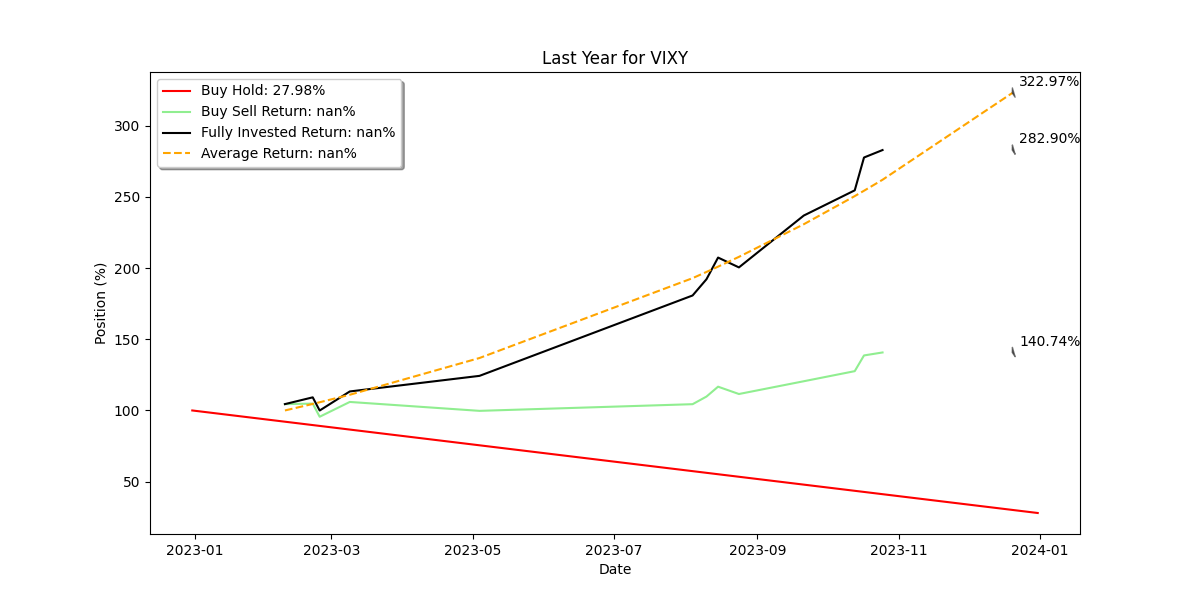 Last Year for VIXY
Buy Hold: 27.98%
Buy Sell Return: nan%
Fully Invested Return: nan%
Average Return: nan%
322.97%
282.90%
140.74%
Position (%)
300
250
200
150
100
50
2023-01
2023-03
2023-05
2023-07
2023-09
2023-11
2024-01
Date